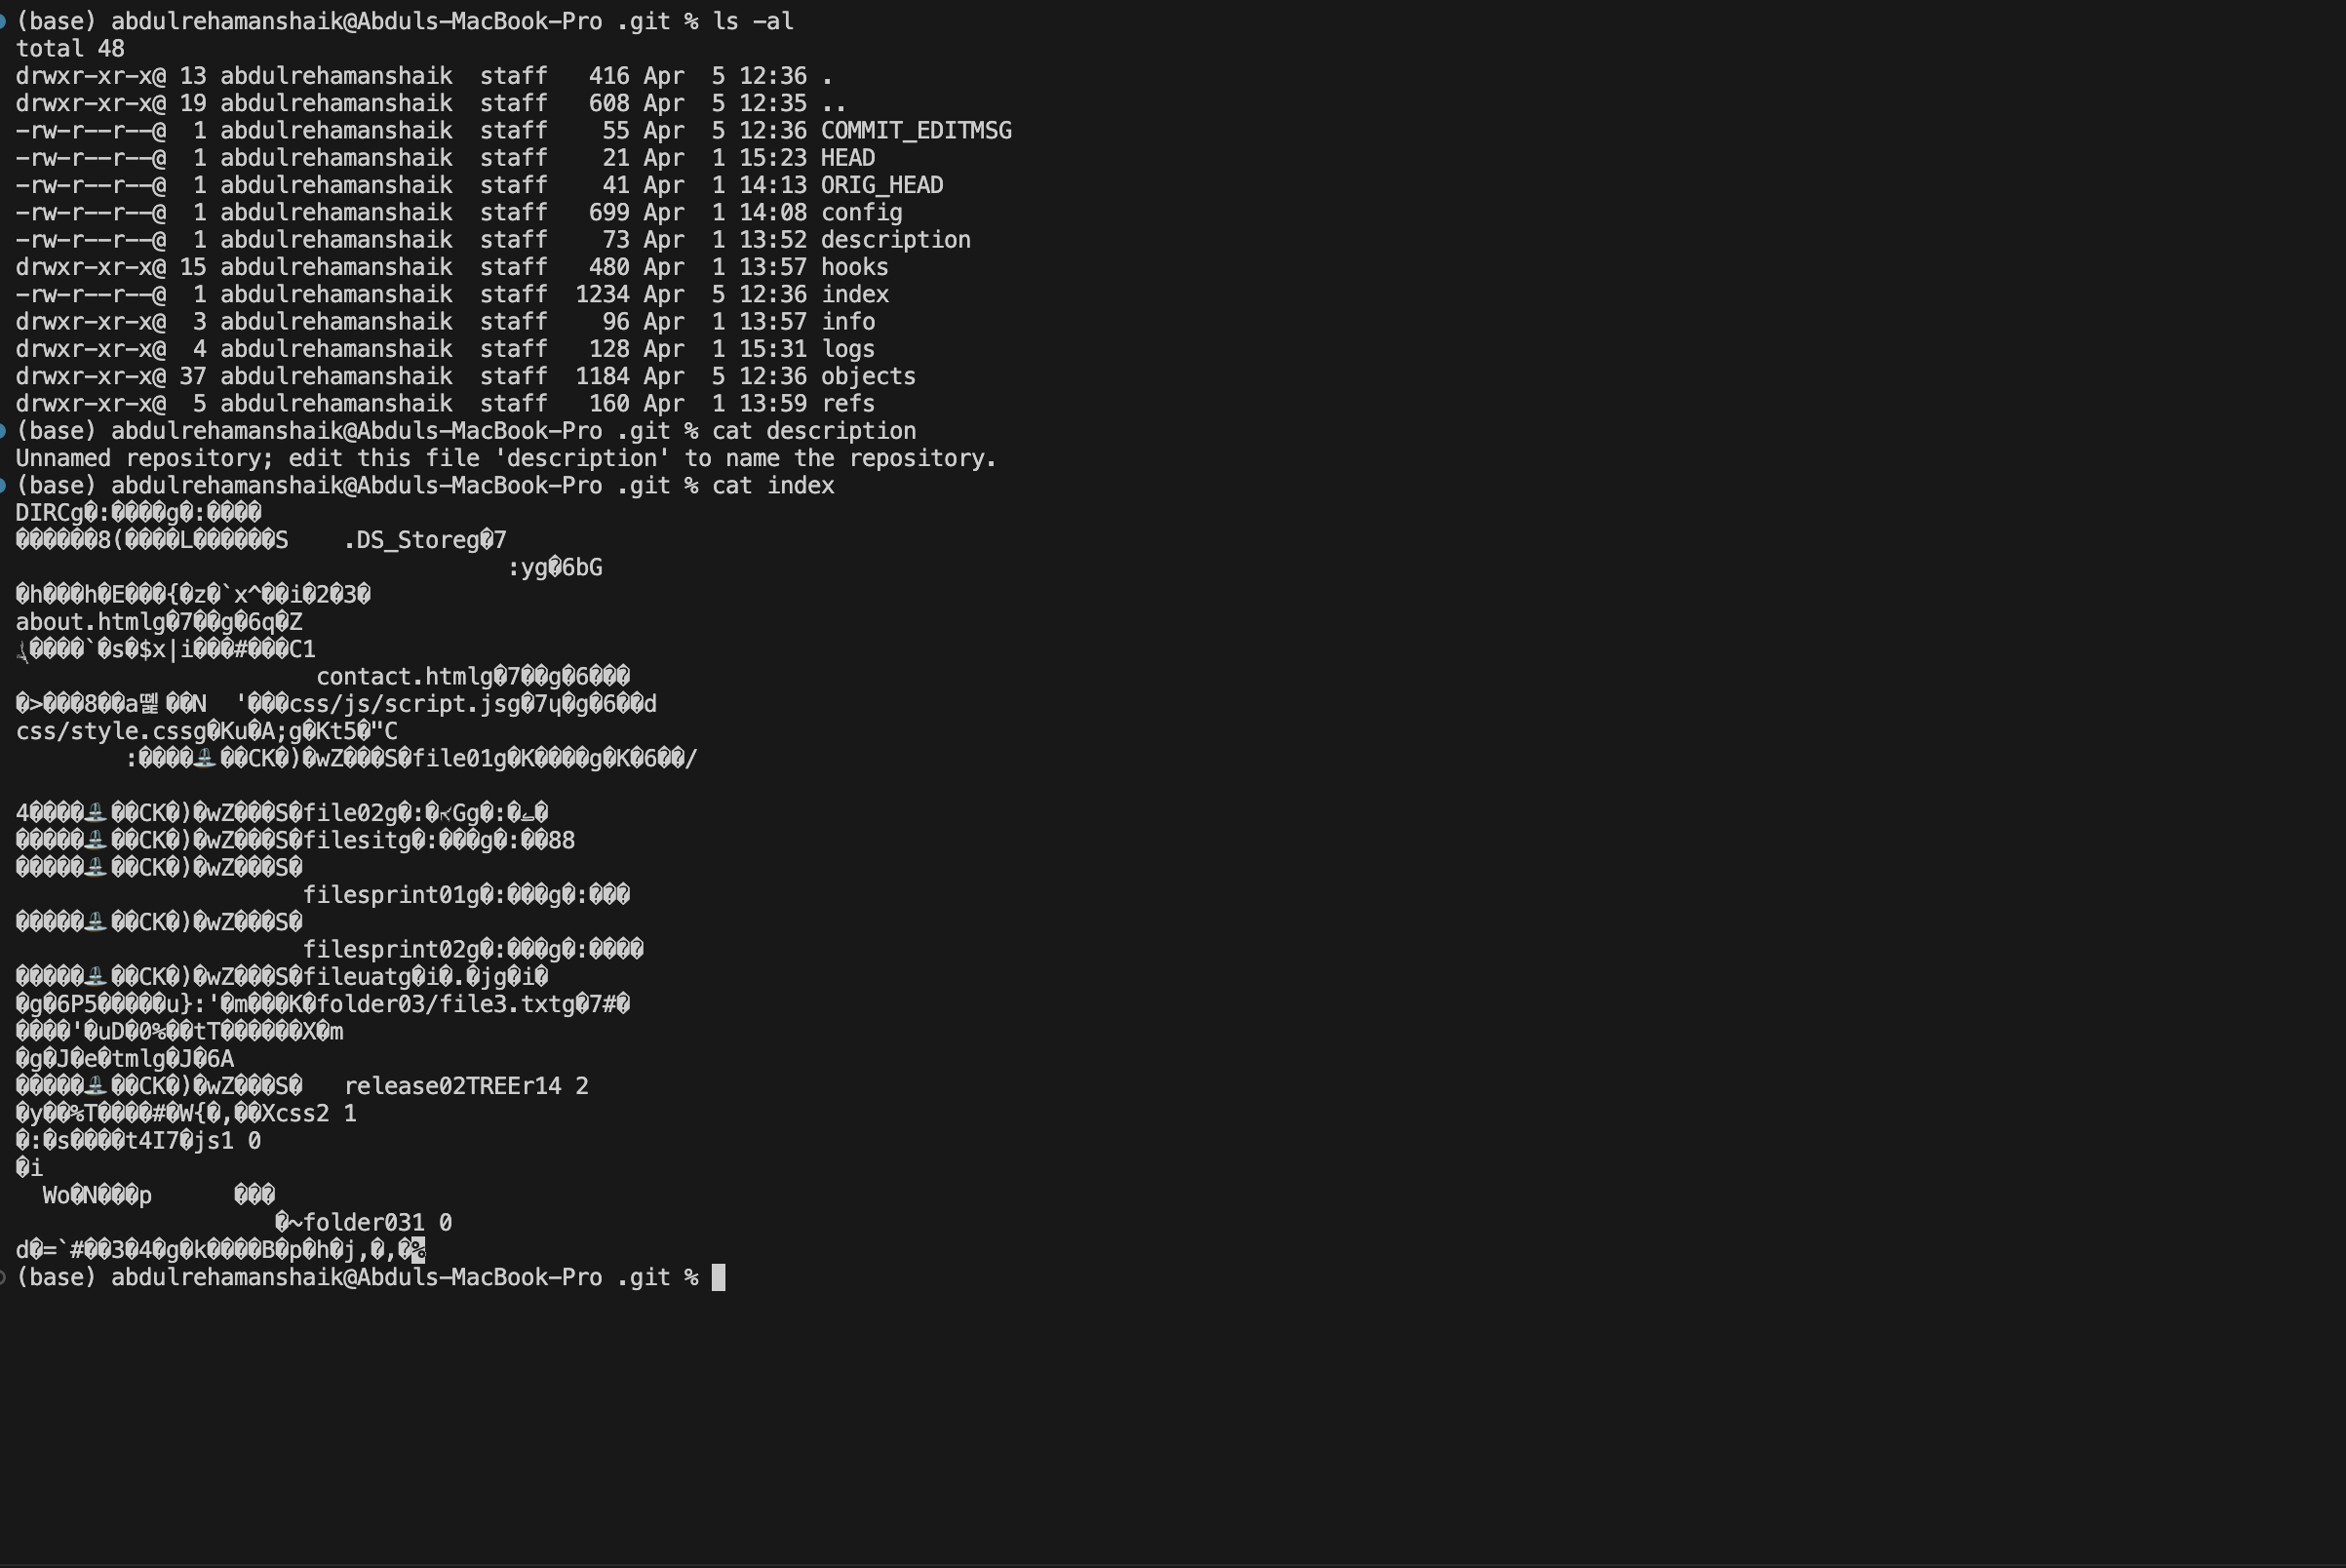 (base) abdulrehamanshaik@Abduls-MacBook-Pro .git % ls -al
total 48
drwxr-xr-x@ 13 abdulrehamanshaik  staff   416 Apr  5 12:36 .
drwxr-xr-x@ 19 abdulrehamanshaik  staff   608 Apr  5 12:35 ..
-rw-r--r--@  1 abdulrehamanshaik  staff    55 Apr  5 12:36 COMMIT_EDITMSG
-rw-r--r--@  1 abdulrehamanshaik  staff    21 Apr  1 15:23 HEAD
-rw-r--r--@  1 abdulrehamanshaik  staff    41 Apr  1 14:13 ORIG_HEAD
-rw-r--r--@  1 abdulrehamanshaik  staff   699 Apr  1 14:08 config
-rw-r--r--@  1 abdulrehamanshaik  staff    73 Apr  1 13:52 description
drwxr-xr-x@ 15 abdulrehamanshaik  staff   480 Apr  1 13:57 hooks
-rw-r--r--@  1 abdulrehamanshaik  staff  1234 Apr  5 12:36 index
drwxr-xr-x@  3 abdulrehamanshaik  staff    96 Apr  1 13:57 info
drwxr-xr-x@  4 abdulrehamanshaik  staff   128 Apr  1 15:31 logs
drwxr-xr-x@ 37 abdulrehamanshaik  staff  1184 Apr  5 12:36 objects
drwxr-xr-x@  5 abdulrehamanshaik  staff   160 Apr  1 13:59 refs
(base) abdulrehamanshaik@Abduls-MacBook-Pro .git % cat description
Unnamed repository; edit this file 'description' to name the repository.
(base) abdulrehamanshaik@Abduls-MacBook-Pro .git % cat index
DIRCg�:����g�:����
������8(����L������S    .DS_Storeg�7
:yg�6bG
�h���h�E���{�z�`x^��i�2�3�
about.htmlg�7��g�6q�Z
����`�s�$x|i���#���C1
contact.htmlg�7��g�6���
�>���8��a��N  '���css/js/script.jsg�7ɥ�g�6��d
css/style.cssg�Ku�A;g�Kt5�"C
:������CK�)�wZ���S�file01g�K����g�K�6��/
4������CK�)�wZ���S�file02g�:�Gg�:��
�������CK�)�wZ���S�filesitg�:���g�:��88
�������CK�)�wZ���S�
filesprint01g�:���g�:���
�������CK�)�wZ���S�
filesprint02g�:���g�:����
�������CK�)�wZ���S�fileuatg�i�.�jg�i�
�g�6P5�����u}:'�m���K�folder03/file3.txtg�7#�
����'�uD�0%��tT������X�m
�g�J�e�tmlg�J�6A
�������CK�)�wZ���S�   release02TREEr14 2
�y��%T����#�W{�,��Xcss2 1
�:�s����t4I7�js1 0
�i
Wo�N���p      ���
�~folder031 0
d�=`#��3�4�g�k����B�p�h�j,�,�%
(base) abdulrehamanshaik@Abduls-MacBook-Pro .git %